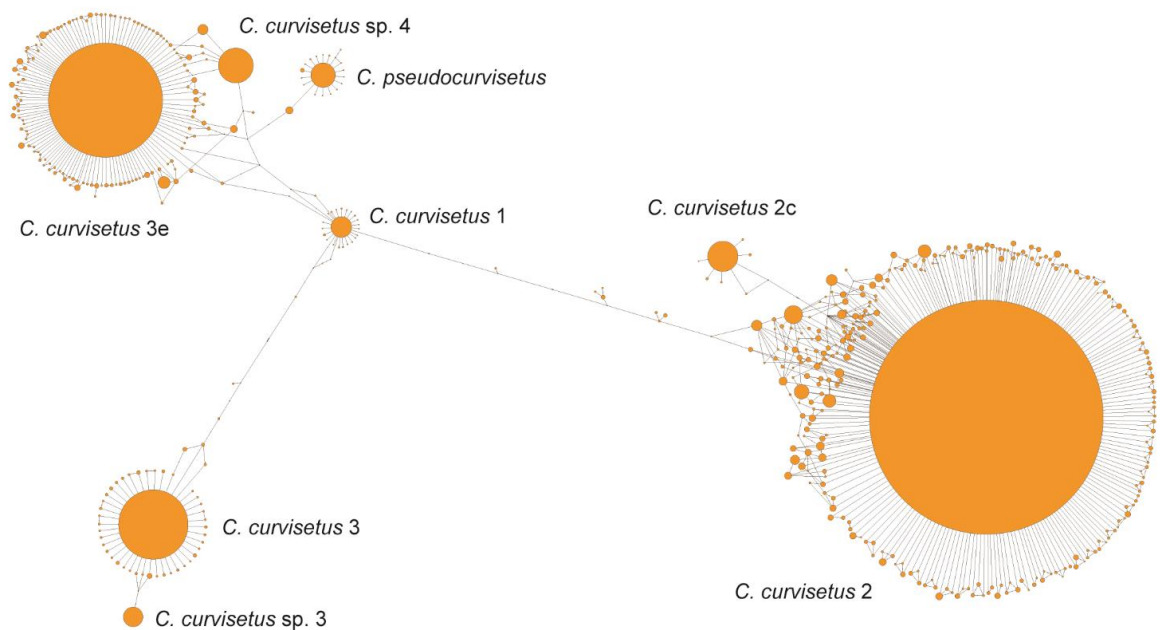 C. curvisetus sp. 4
C. pseudocurvisetus
C. curvisetus 3e
C. curvisetus 1
C. curvisetus 2c
C. curvisetus 3
C. curvisetus 2
C. curvisetus sp. 3